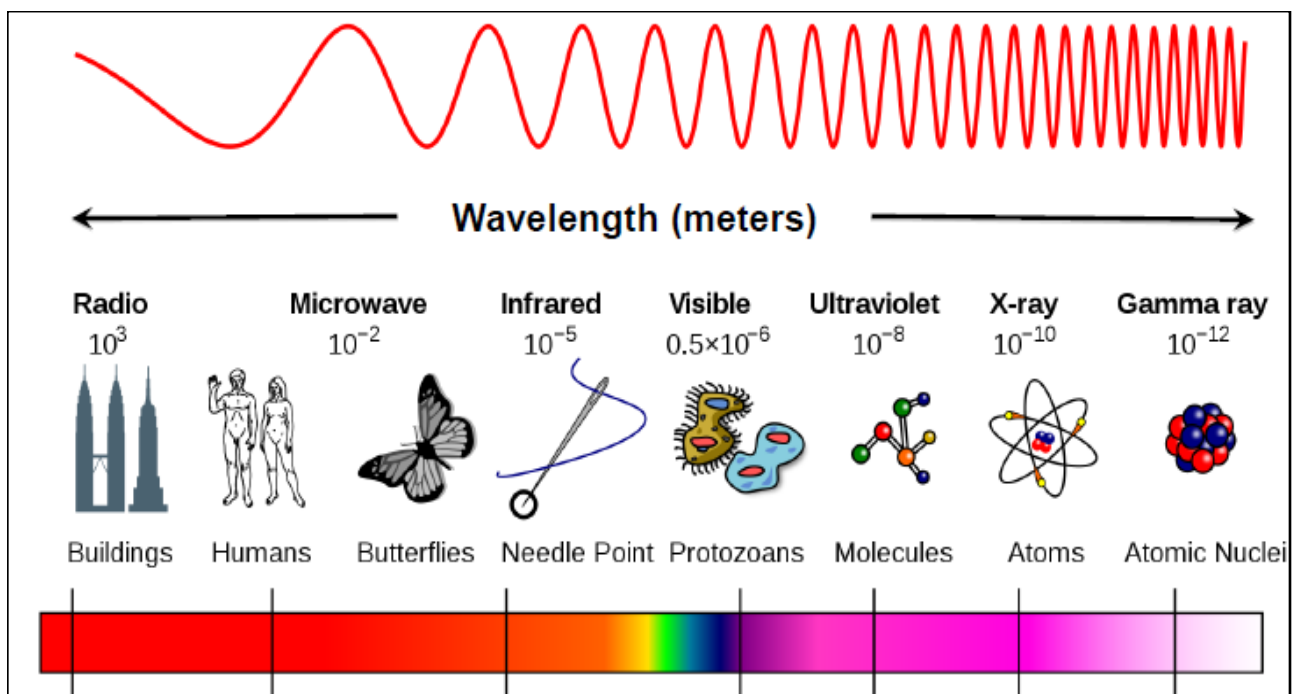 Wavelength (meters)
Radio Microwave Infrared Visible Ultraviolet X-ray Gamma ray
10³ 10⁻² 10⁻⁵ 0.5×10⁻⁶ 10⁻⁸ 10⁻¹⁰ 10⁻¹²
Buildings Humans Butterflies Needle Point Protozoans Molecules Atoms Atomic Nuclei